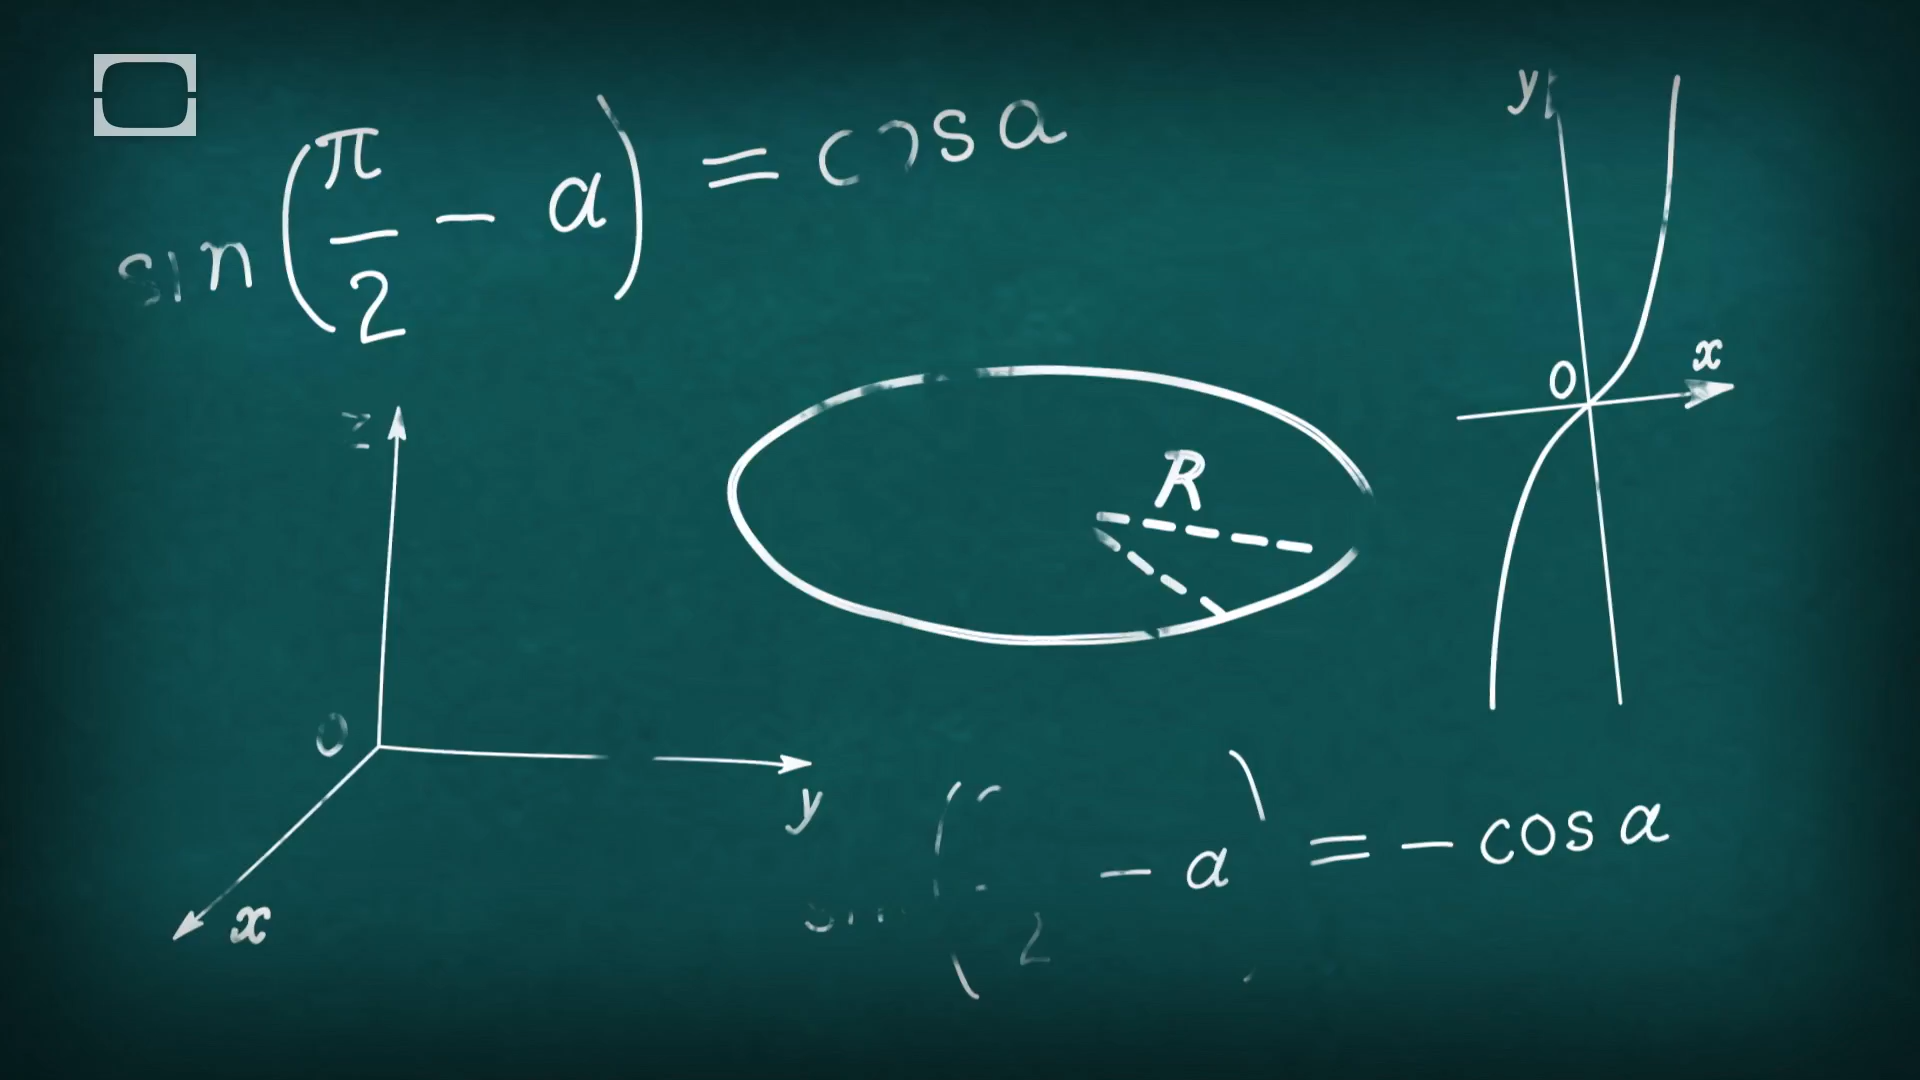 sin(π/2 - a) = cos a
y
x
0
R
z
0
y
x
2 - a = - cos a